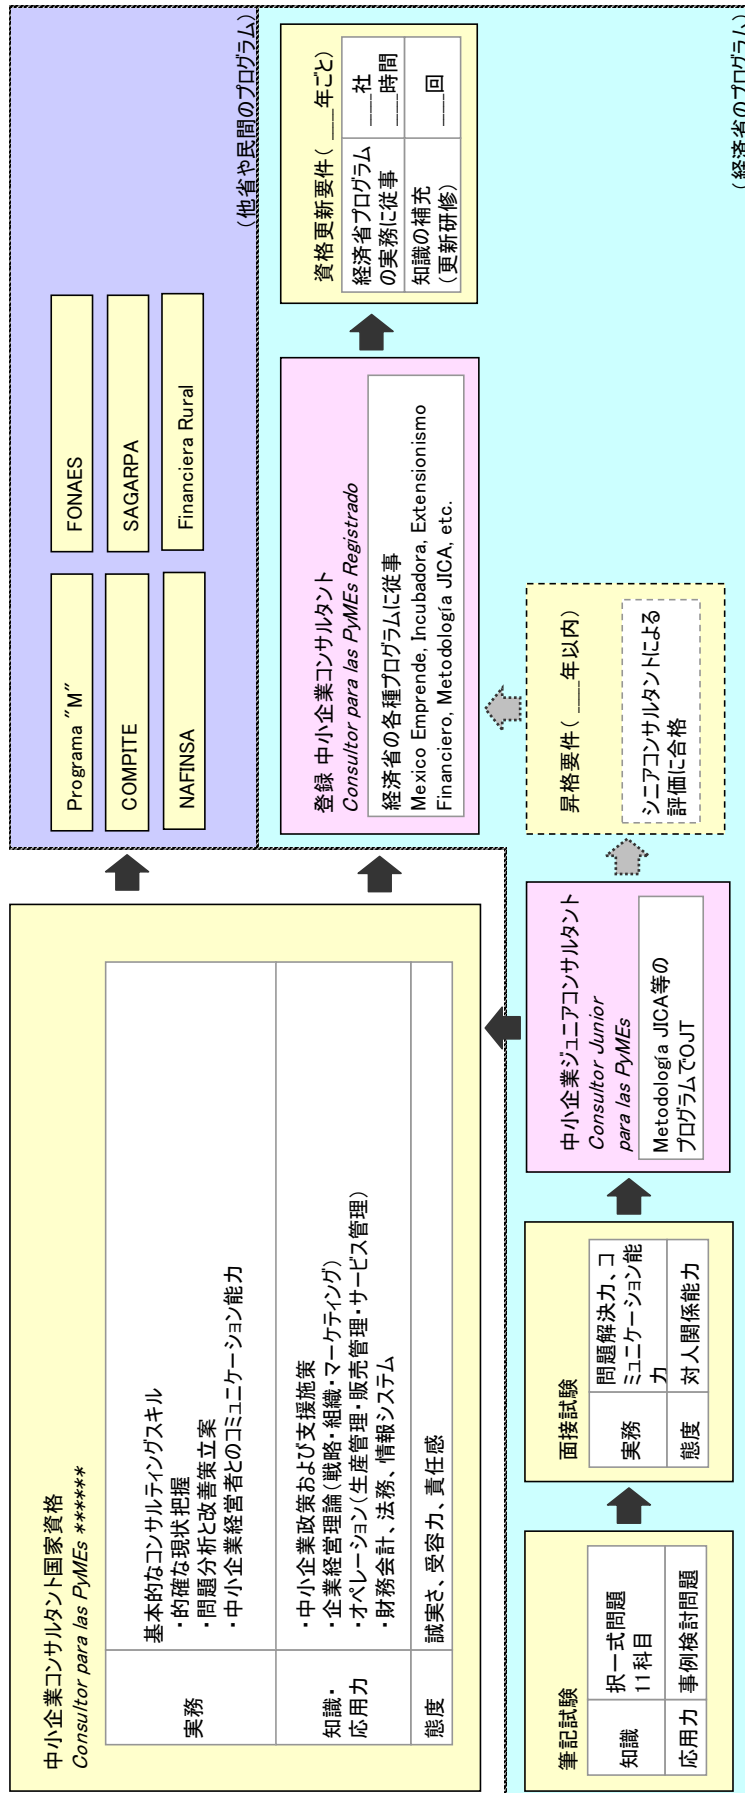 中小企業コンサルタント国家資格
Consultor para las PyMEs ******
実務
基本的なコンサルティングスキル
・的確な現状把握
・問題分析と改善策立案
・中小企業経営者とのコミュニケーション能力
知識・
応用力
・中小企業政策および支援施策
・企業経営理論(戦略・組織・マーケティング)
・オペレーション(生産管理・販売管理・サービス管理)
・財務会計、法務、情報システム
態度
誠実さ、受容力、責任感
Programa "M"
FONAES
COMPITE
SAGARPA
NAFINSA
Financiera Rural
(他省や民間のプログラム)
登録 中小企業コンサルタント
Consultor para las PyMEs Registrado
経済省の各種プログラムに従事
Mexico Emprende, Incubadora, Extensionismo
Financiero, Metodología JICA, etc.
資格更新要件( ___年ごと)
経済省プログラム
の実務に従事
___社
___時間
知識の補充
(更新研修)
___回
筆記試験
知識
択一式問題
11科目
応用力
事例検討問題
面接試験
実務
問題解決力、コ
ミュニケーション能
力
態度
対人関係能力
中小企業ジュニアコンサルタント
Consultor Junior
para las PyMEs
Metodología JICA等の
プログラムでOJT
昇格要件( ___年以内)
シニアコンサルタントによる
評価に合格
(経済省のプログラム)